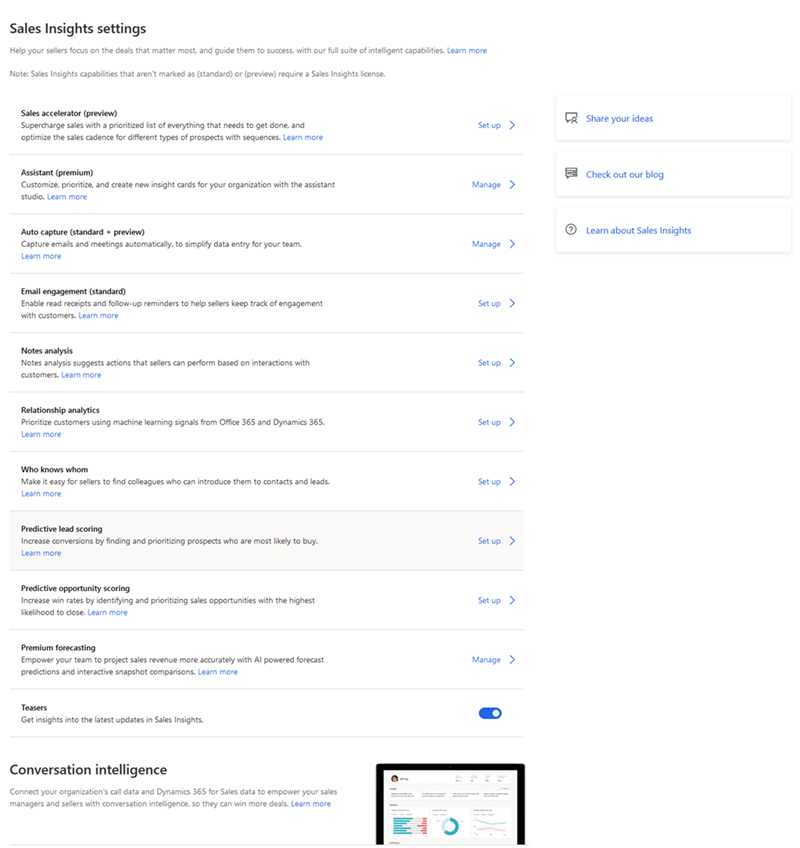 Sales Insights settings
Help your sellers focus on the deals that matter most, and guide them to success, with our full suite of intelligent capabilities. Learn more
Note: Sales Insights capabilities that aren't marked as (standard) or (preview) require a Sales Insights license.
Sales accelerator (preview)
Supercharge sales with a prioritized list of everything that needs to get done, and
optimize the sales cadence for different types of prospects with sequences. Learn more
Set up
Assistant (premium)
Customize, prioritize, and create new insight cards for your organization with the assistant
studio. Learn more
Manage
Auto capture (standard + preview)
Capture emails and meetings automatically, to simplify data entry for your team.
Learn more
Manage
Email engagement (standard)
Enable read receipts and follow-up reminders to help sellers keep track of engagement
with customers. Learn more
Set up
Notes analysis
Notes analysis suggests actions that sellers can perform based on interactions with
customers. Learn more
Set up
Relationship analytics
Prioritize customers using machine learning signals from Office 365 and Dynamics 365.
Learn more
Set up
Who knows whom
Make it easy for sellers to find colleagues who can introduce them to contacts and leads.
Learn more
Set up
Predictive lead scoring
Increase conversions by finding and prioritizing prospects who are most likely to buy.
Learn more
Set up
Predictive opportunity scoring
Increase win rates by identifying and prioritizing sales opportunities with the highest
likelihood to close. Learn more
Set up
Premium forecasting
Empower your team to project sales revenue more accurately with AI powered forecast
predictions and interactive snapshot comparisons. Learn more
Manage
Teasers
Get insights into the latest updates in Sales Insights.
Share your ideas
Check out our blog
Learn about Sales Insights
Conversation intelligence
Connect your organization's call data and Dynamics 365 for Sales data to empower your sales
managers and sellers with conversation intelligence, so they can win more deals. Learn more